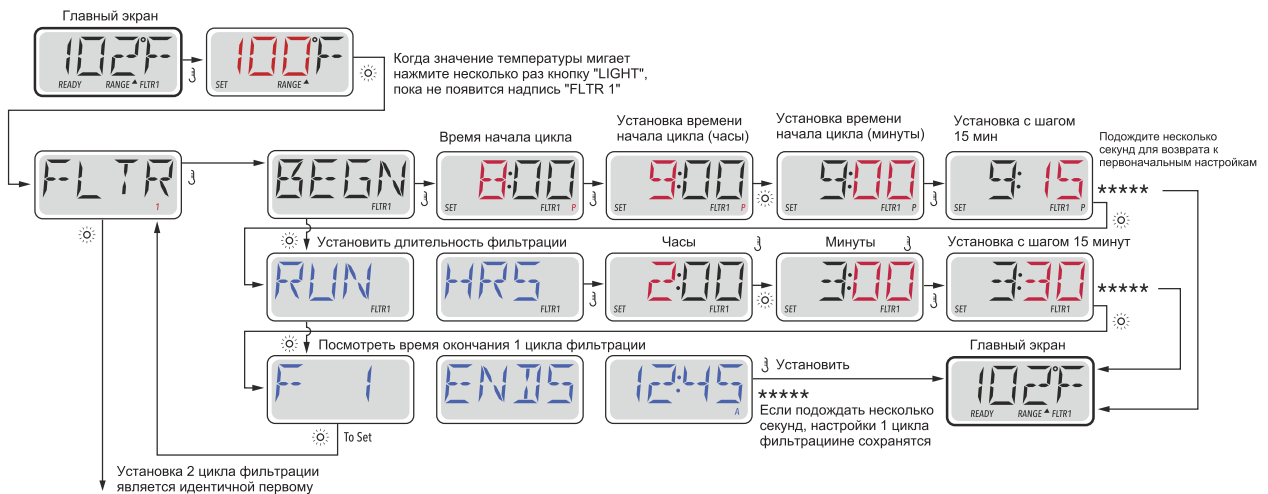 Главный экран
102°F
READY RANGE FLTR1
100°F
SET RANGE
Когда значение температуры мигает
нажмите несколько раз кнопку "LIGHT",
пока не появится надпись "FLTR 1"
FLTR
1
BEGN
FLTR1
Время начала цикла
8:00
SET FLTR1 P
Установка времени
начала цикла (часы)
9:00
SET FLTR1 P
Установка времени
начала цикла (минуты)
9:00
SET FLTR1 P
Установка с шагом
15 мин
9:15
SET FLTR1 P
Подождите несколько
секунд для возврата к
первоначальным настройкам
*****
Установить длительность фильтрации
RUN
FLTR1
HRS
FLTR1
Часы
2:00
SET FLTR1
Минуты
3:00
SET FLTR1
Установка с шагом 15 минут
3:30
SET FLTR1
*****
Посмотреть время окончания 1 цикла фильтрации
F 1
ENDS
12:45
A
Установить
*****
Если подождать несколько
секунд, настройки 1 цикла
фильтрациине сохранятся
Главный экран
102°F
READY RANGE FLTR1
To Set
Установка 2 цикла фильтрации
является идентичной первому